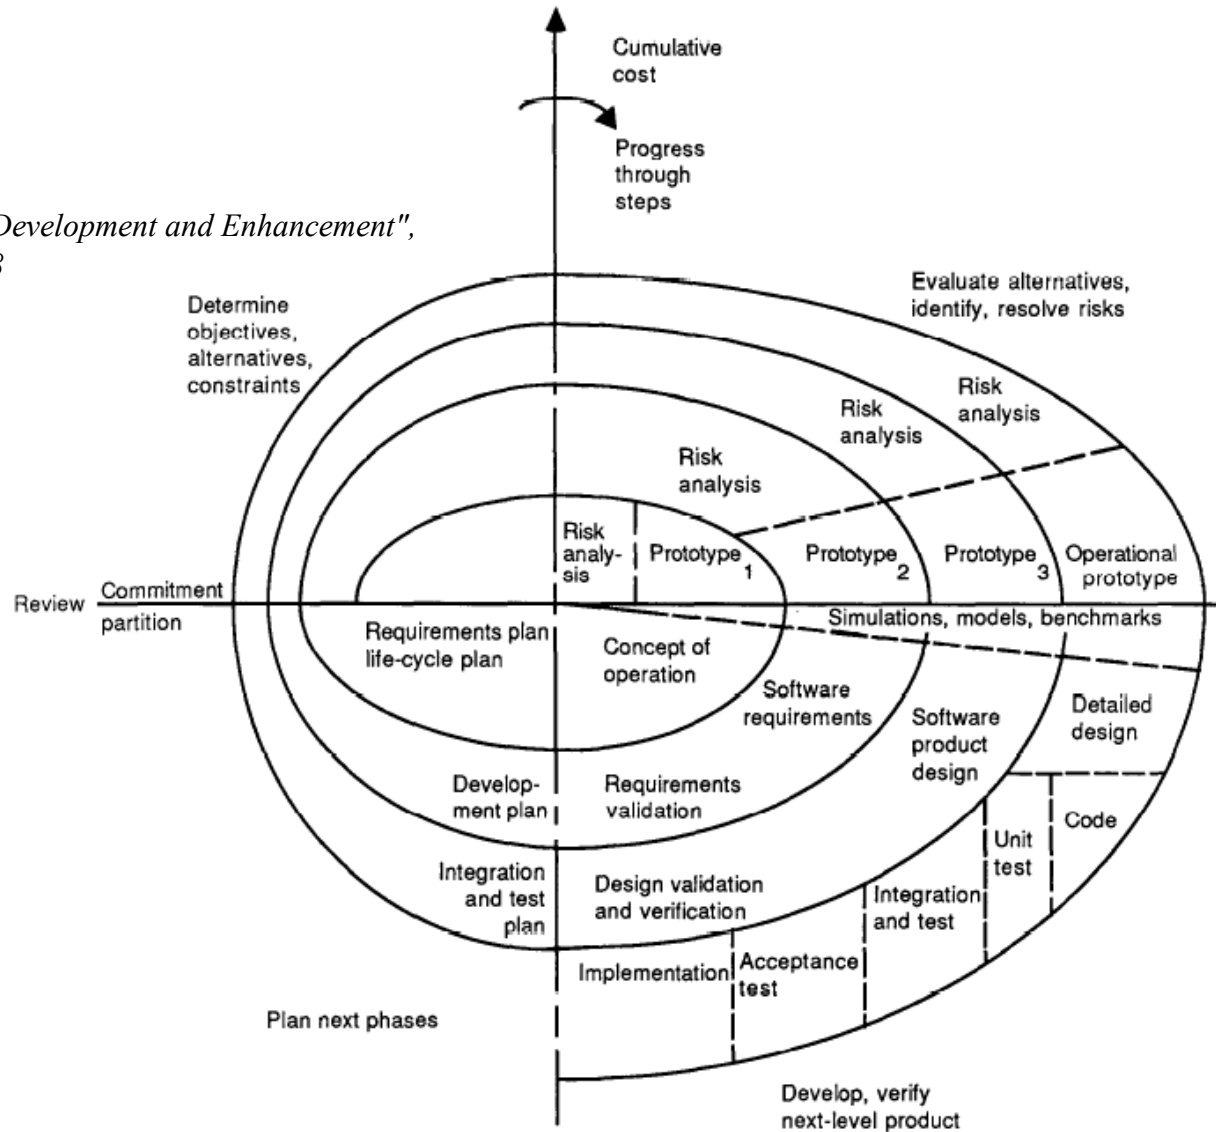 Cumulative
cost
Progress
through
steps
Development and Enhancement",
Evaluate alternatives,
identify, resolve risks
Determine
objectives,
alternatives,
constraints
Risk
analysis
Risk
analysis
Risk
analysis
Risk
analy-
sis
Prototype 1
Prototype 2
Prototype 3
Operational
prototype
Review
Commitment
partition
Simulations, models, benchmarks
Requirements plan
life-cycle plan
Concept of
operation
Software
requirements
Software
product
design
Detailed
design
Develop-
ment plan
Requirements
validation
Code
Unit
test
Integration
and test
plan
Design validation
and verification
Integration
and test
Acceptance
test
Implementation
Plan next phases
Develop, verify
next-level product